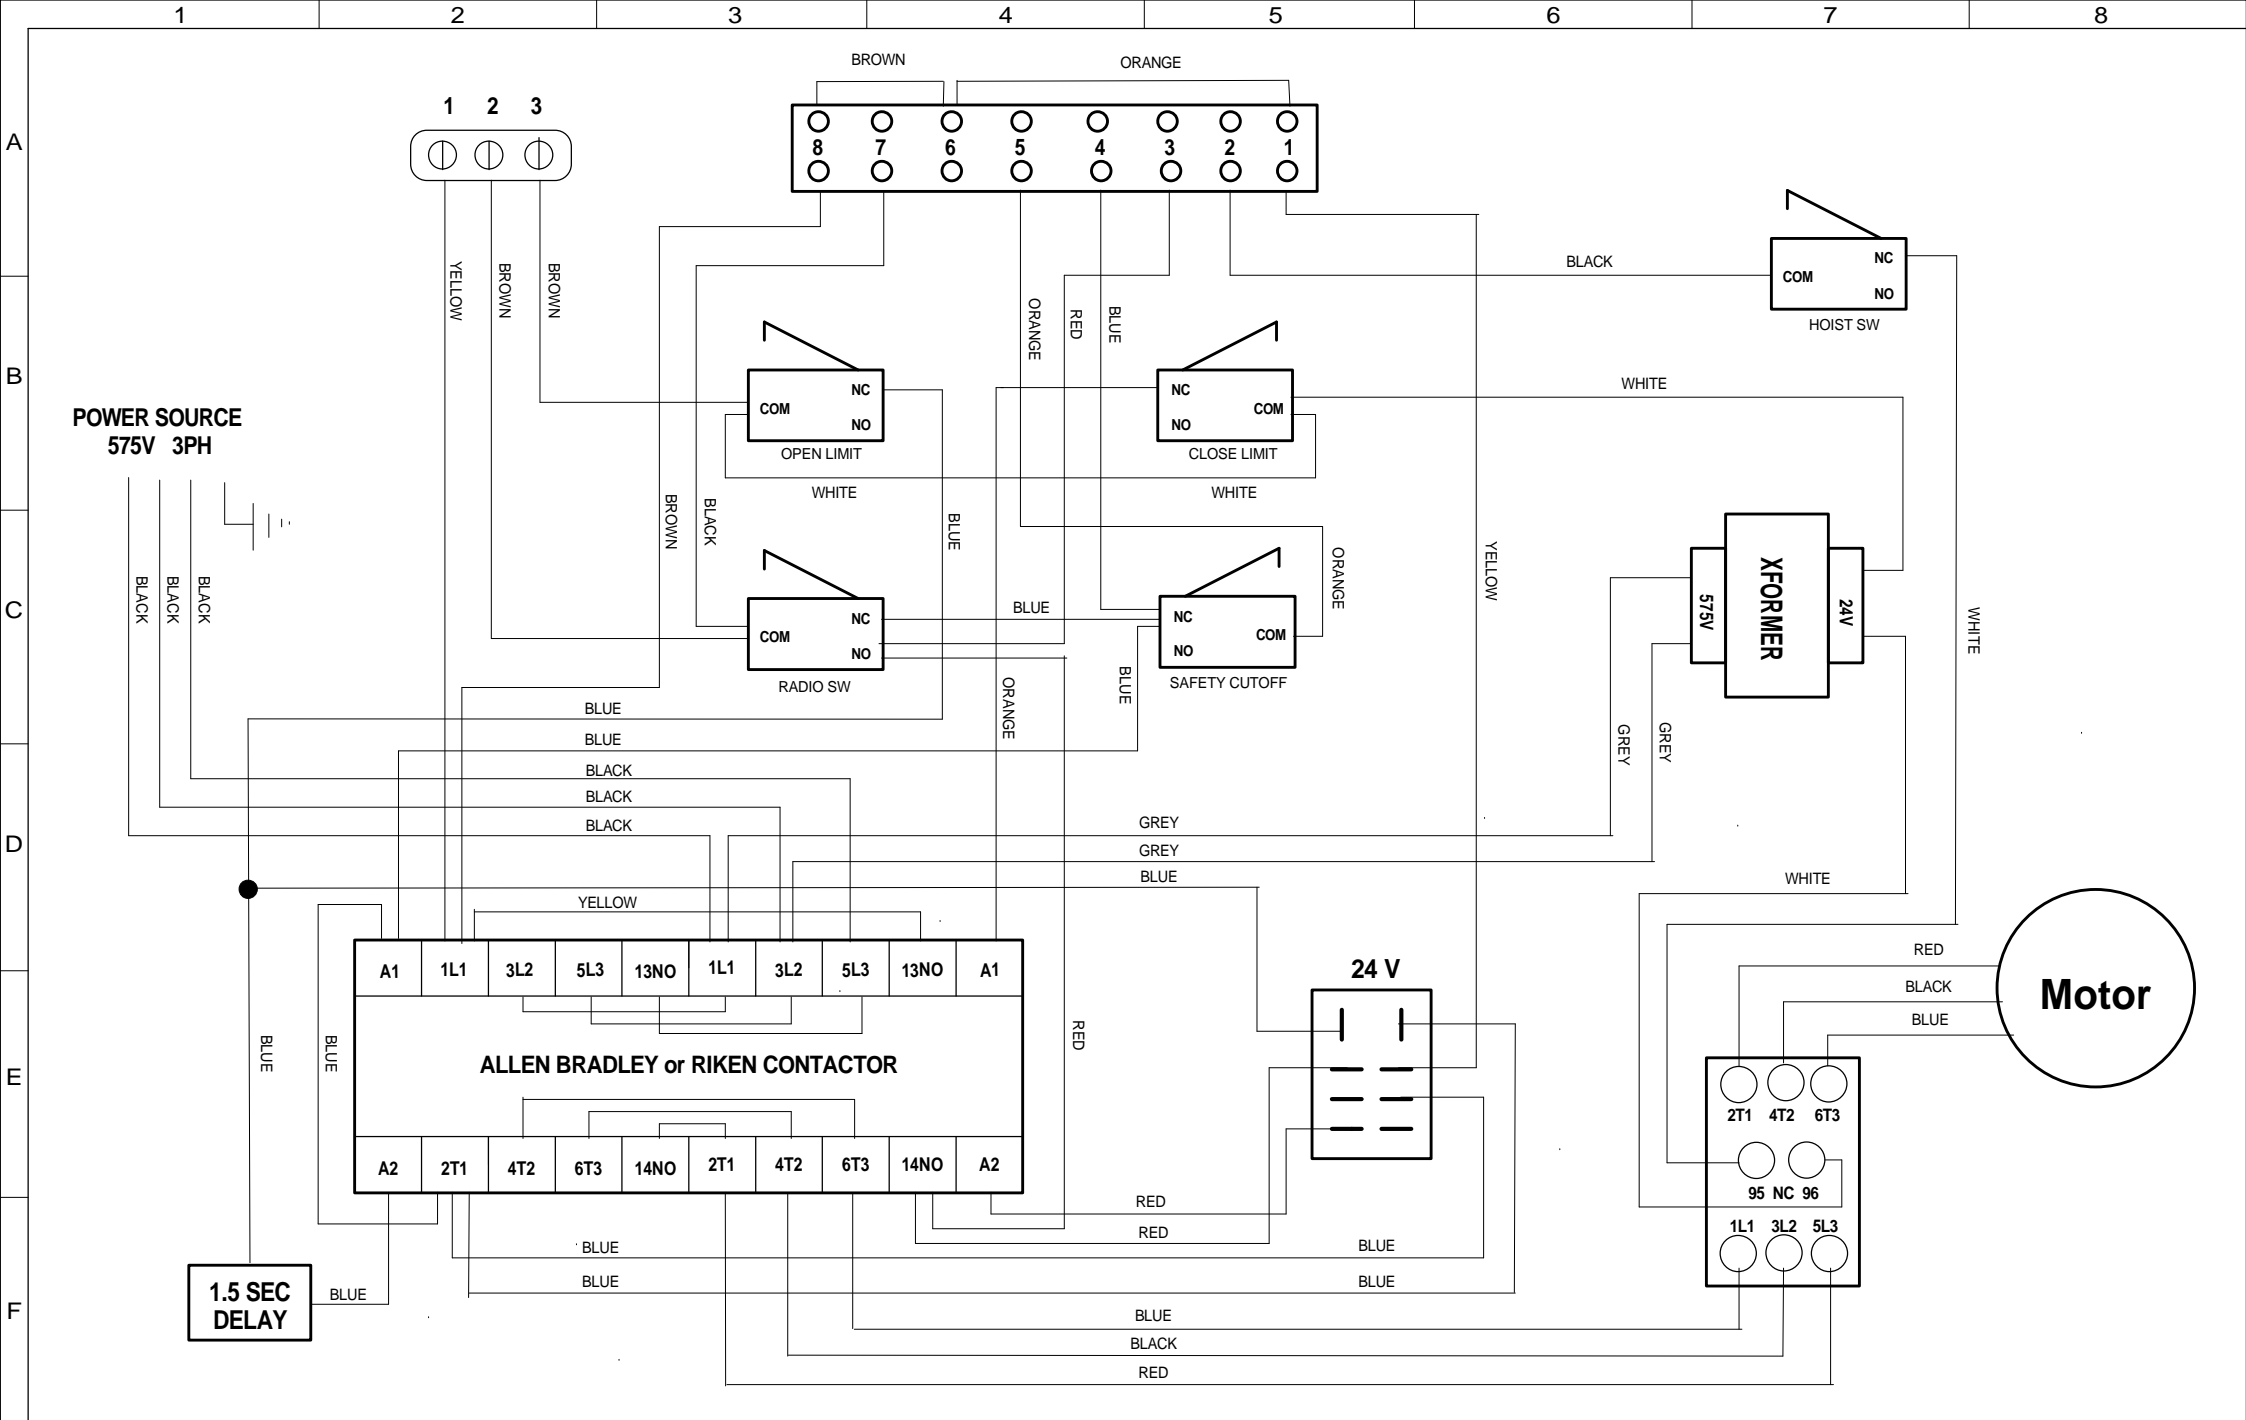 1 2 3 4 5 6 7 8
BROWN ORANGE
1 2 3
A
8 7 6 5 4 3 2 1
YELLOW BROWN BROWN
BLACK
COM NC NO
HOIST SW
ORANGE RED BLUE
B
COM NC NO
OPEN LIMIT
NC NO COM
CLOSE LIMIT
WHITE
POWER SOURCE
575V 3PH
WHITE WHITE
BROWN BLACK BLUE YELLOW
ORANGE
C
BLACK BLACK BLACK
COM NC NO
RADIO SW
BLUE
NC NO COM
SAFETY CUTOFF
575V XFORMER 24V
WHITE
BLUE
ORANGE
BLUE
BLUE
GREY GREY
BLACK
BLACK
BLACK
D
GREY
GREY
BLUE
WHITE
YELLOW
A1 1L1 3L2 5L3 13NO 1L1 3L2 5L3 13NO A1
24 V
RED
BLACK
BLUE
Motor
BLUE BLUE
ALLEN BRADLEY or RIKEN CONTACTOR
RED
E
2T1 4T2 6T3
A2 2T1 4T2 6T3 14NO 2T1 4T2 6T3 14NO A2
95 NC 96
RED
1L1 3L2 5L3
RED
BLUE BLUE
BLUE BLUE
1.5 SEC
DELAY
BLUE
F
BLUE
BLACK
RED